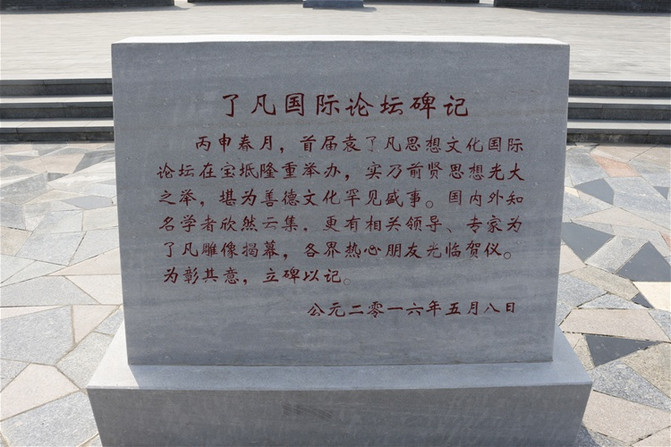 了凡国际论坛碑记
丙申春月，首届袁了凡思想文化国际
论坛在宝坻隆重举办，实乃前贤思想光大
之举，堪为善德文化罕见盛事。国内外知
名学者欣然云集，更有相关领导、专家为
了凡雕像揭幕，各界热心朋友光临贺仪。
为彰其意，立碑以记。
公元二零一六年五月八日